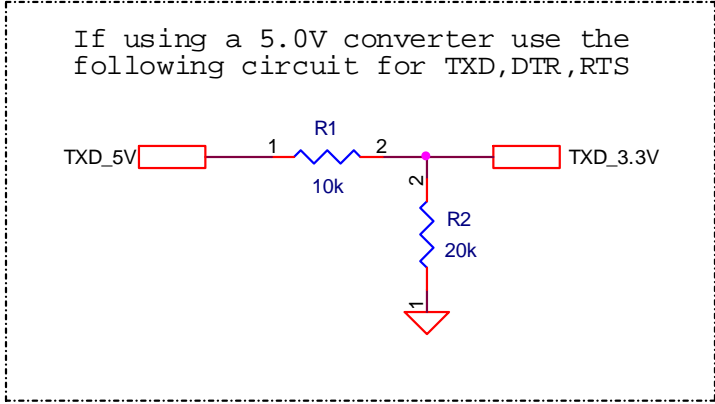 If using a 5.0V converter use the
following circuit for TXD,DTR,RTS
R1
TXD_5V 1 2 TXD_3.3V
10k
2
R2
20k
1